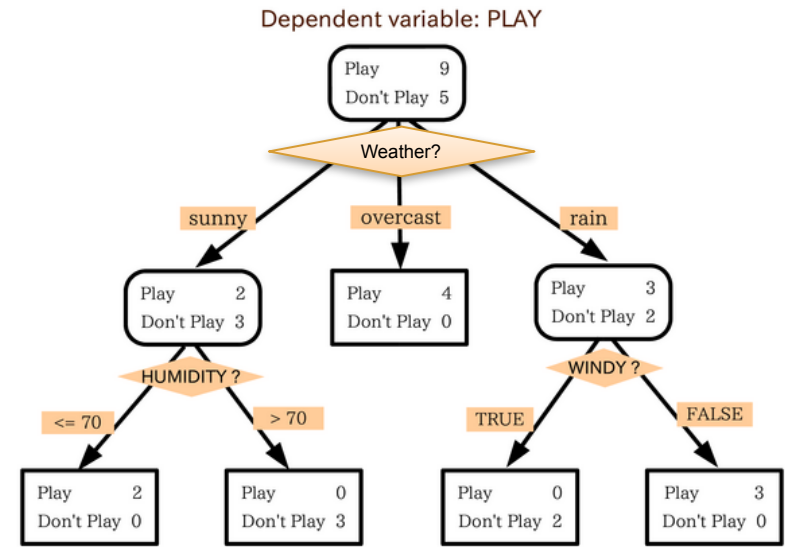 Dependent variable: PLAY
Play 9
Don't Play 5
Weather?
sunny
overcast
rain
Play 2
Don't Play 3
Play 4
Don't Play 0
Play 3
Don't Play 2
HUMIDITY ?
WINDY ?
<= 70
> 70
TRUE
FALSE
Play 2
Don't Play 0
Play 0
Don't Play 3
Play 0
Don't Play 2
Play 3
Don't Play 0